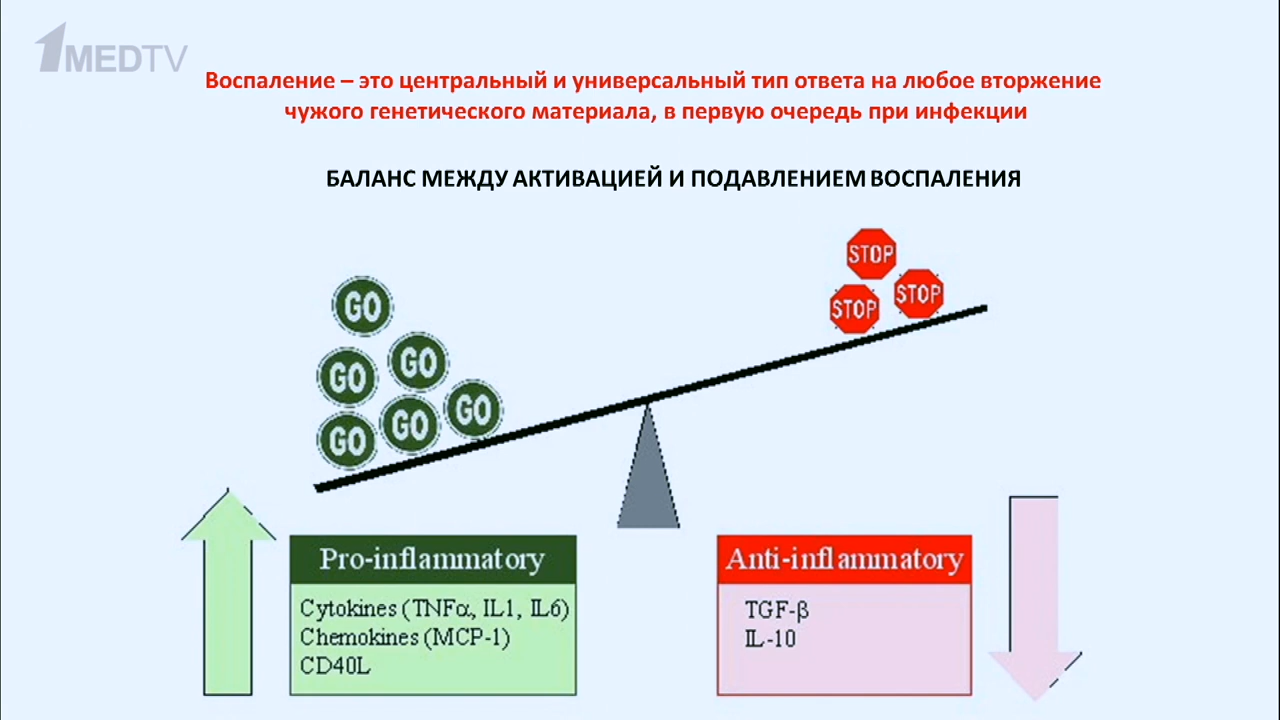 1MEDTV
Воспаление – это центральный и универсальный тип ответа на любое вторжение
чужого генетического материала, в первую очередь при инфекции
БАЛАНС МЕЖДУ АКТИВАЦИЕЙ И ПОДАВЛЕНИЕМ ВОСПАЛЕНИЯ
STOP
STOP
STOP
GO
GO
GO
GO
GO
GO
Pro-inflammatory
Cytokines (TNFα, IL1, IL6)
Chemokines (MCP-1)
CD40L
Anti-inflammatory
TGF-β
IL-10